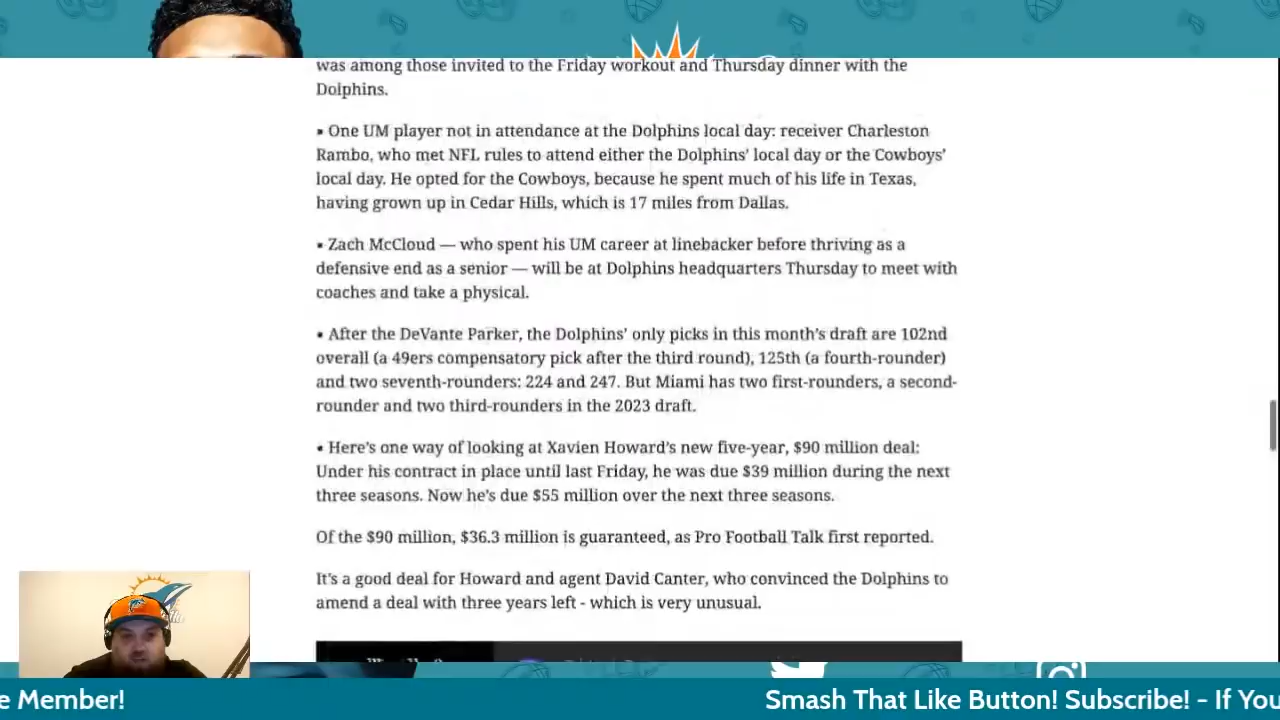 was among those invited to the Friday workout and Thursday dinner with the
Dolphins.
▪ One UM player not in attendance at the Dolphins local day: receiver Charleston
Rambo, who met NFL rules to attend either the Dolphins’ local day or the Cowboys’
local day. He opted for the Cowboys, because he spent much of his life in Texas,
having grown up in Cedar Hills, which is 17 miles from Dallas.
▪ Zach McCloud — who spent his UM career at linebacker before thriving as a
defensive end as a senior — will be at Dolphins headquarters Thursday to meet with
coaches and take a physical.
▪ After the DeVante Parker, the Dolphins’ only picks in this month’s draft are 102nd
overall (a 49ers compensatory pick after the third round), 125th (a fourth-rounder)
and two seventh-rounders: 224 and 247. But Miami has two first-rounders, a second-
rounder and two third-rounders in the 2023 draft.
▪ Here’s one way of looking at Xavien Howard’s new five-year, $90 million deal:
Under his contract in place until last Friday, he was due $39 million during the next
three seasons. Now he’s due $55 million over the next three seasons.
Of the $90 million, $36.3 million is guaranteed, as Pro Football Talk first reported.
It’s a good deal for Howard and agent David Canter, who convinced the Dolphins to
amend a deal with three years left - which is very unusual.
e Member!
Smash That Like Button! Subscribe! - If You